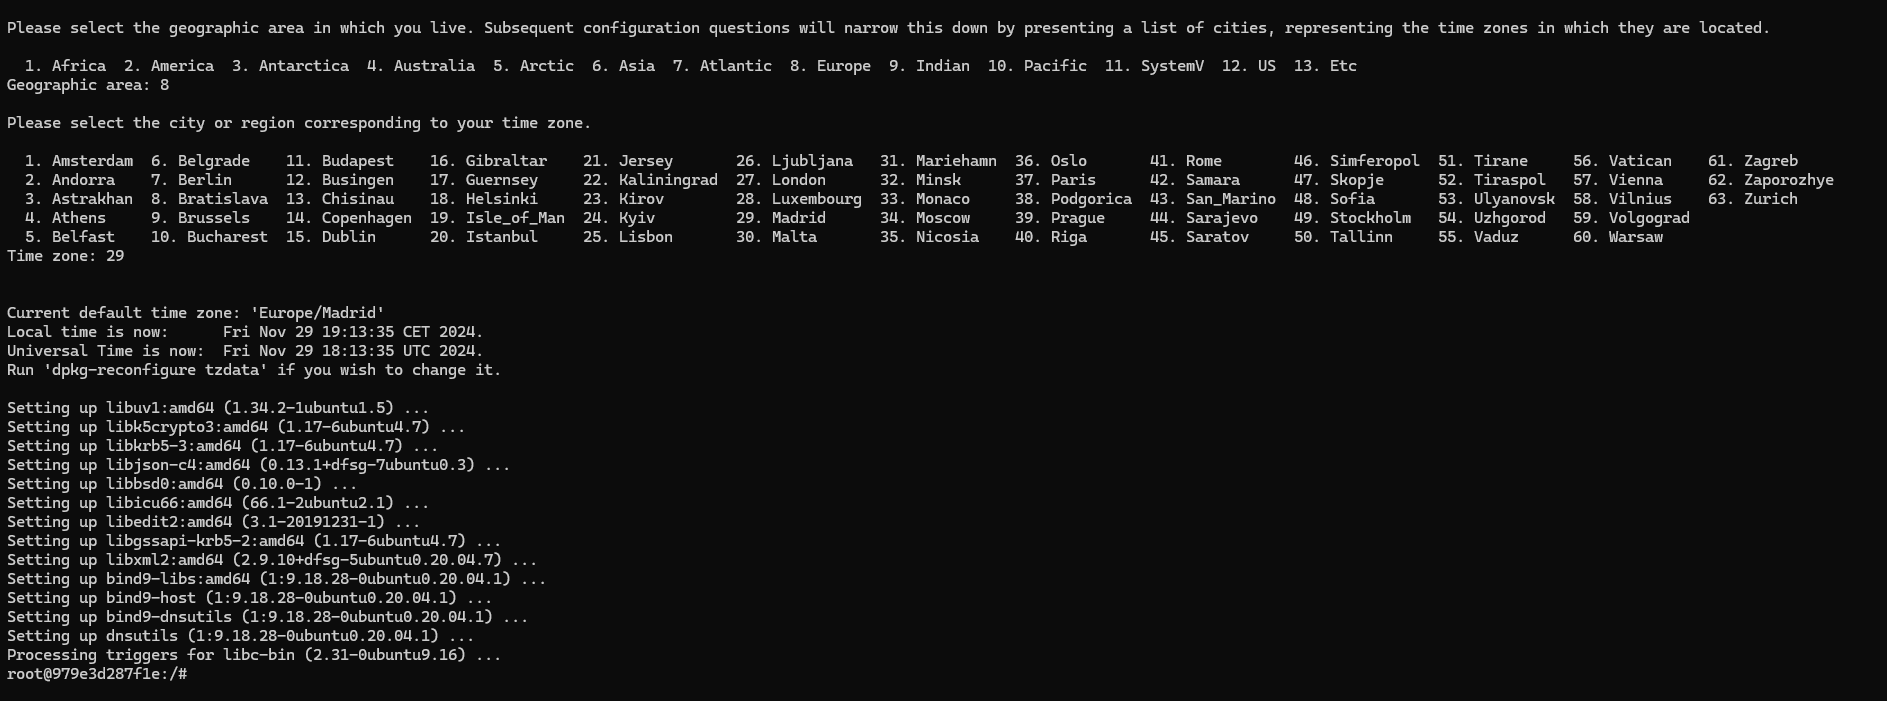 Please select the geographic area in which you live. Subsequent configuration questions will narrow this down by presenting a list of cities, representing the time zones in which they are located.
1. Africa  2. America  3. Antarctica  4. Australia  5. Arctic  6. Asia  7. Atlantic  8. Europe  9. Indian  10. Pacific  11. SystemV  12. US  13. Etc
Geographic area: 8
Please select the city or region corresponding to your time zone.
1. Amsterdam  6. Belgrade    11. Budapest    16. Gibraltar    21. Jersey       26. Ljubljana   31. Mariehamn  36. Oslo       41. Rome        46. Simferopol  51. Tirane     56. Vatican    61. Zagreb
2. Andorra    7. Berlin      12. Busingen    17. Guernsey     22. Kaliningrad  27. London      32. Minsk      37. Paris      42. Samara      47. Skopje      52. Tiraspol   57. Vienna     62. Zaporozhye
3. Astrakhan  8. Bratislava  13. Chisinau    18. Helsinki     23. Kirov        28. Luxembourg  33. Monaco     38. Podgorica  43. San_Marino  48. Sofia       53. Ulyanovsk  58. Vilnius    63. Zurich
4. Athens     9. Brussels    14. Copenhagen  19. Isle_of_Man  24. Kyiv         29. Madrid      34. Moscow     39. Prague     44. Sarajevo    49. Stockholm   54. Uzhgorod   59. Volgograd
5. Belfast    10. Bucharest  15. Dublin      20. Istanbul     25. Lisbon       30. Malta       35. Nicosia    40. Riga       45. Saratov     50. Tallinn     55. Vaduz      60. Warsaw
Time zone: 29
Current default time zone: 'Europe/Madrid'
Local time is now:      Fri Nov 29 19:13:35 CET 2024.
Universal Time is now:  Fri Nov 29 18:13:35 UTC 2024.
Run 'dpkg-reconfigure tzdata' if you wish to change it.
Setting up libuv1:amd64 (1.34.2-1ubuntu1.5) ...
Setting up libk5crypto3:amd64 (1.17-6ubuntu4.7) ...
Setting up libkrb5-3:amd64 (1.17-6ubuntu4.7) ...
Setting up libjson-c4:amd64 (0.13.1+dfsg-7ubuntu0.3) ...
Setting up libbsd0:amd64 (0.10.0-1) ...
Setting up libicu66:amd64 (66.1-2ubuntu2.1) ...
Setting up libedit2:amd64 (3.1-20191231-1) ...
Setting up libgssapi-krb5-2:amd64 (1.17-6ubuntu4.7) ...
Setting up libxml2:amd64 (2.9.10+dfsg-5ubuntu0.20.04.7) ...
Setting up bind9-libs:amd64 (1:9.18.28-0ubuntu0.20.04.1) ...
Setting up bind9-host (1:9.18.28-0ubuntu0.20.04.1) ...
Setting up bind9-dnsutils (1:9.18.28-0ubuntu0.20.04.1) ...
Setting up dnsutils (1:9.18.28-0ubuntu0.20.04.1) ...
Processing triggers for libc-bin (2.31-0ubuntu9.16) ...
root@979e3d287f1e:/#